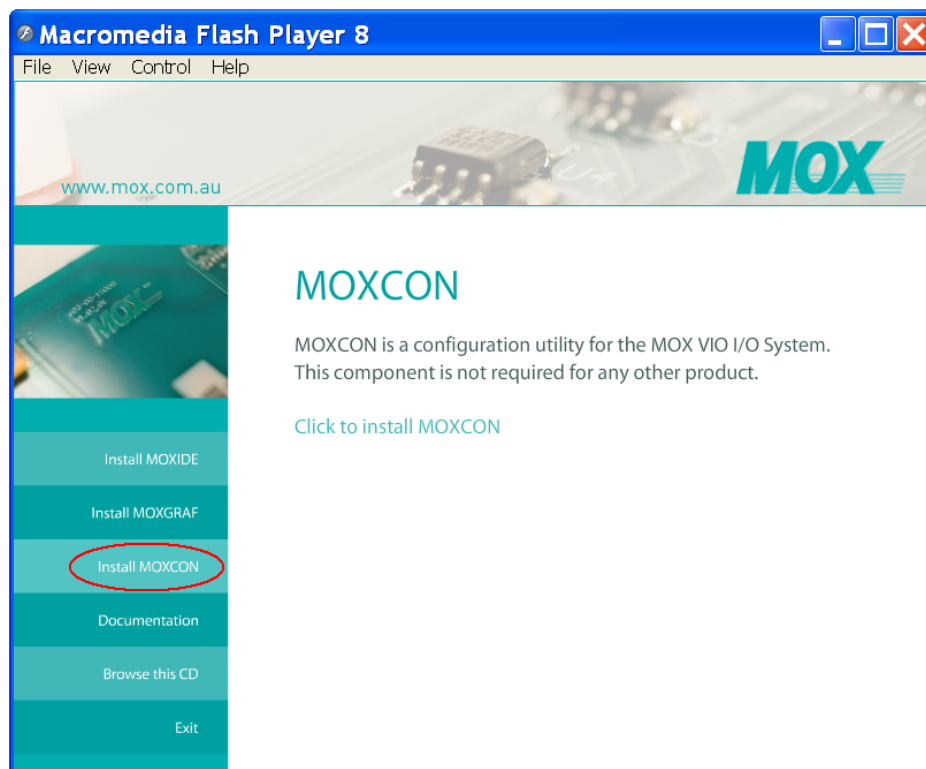 Macromedia Flash Player 8
File View Control Help
www.mox.com.au
MOX
MOX
MOXCON
MOXCON is a configuration utility for the MOX VIO I/O System.
This component is not required for any other product.
Click to install MOXCON
Install MOXIDE
Install MOXGRAF
Install MOXCON
Documentation
Browse this CD
Exit